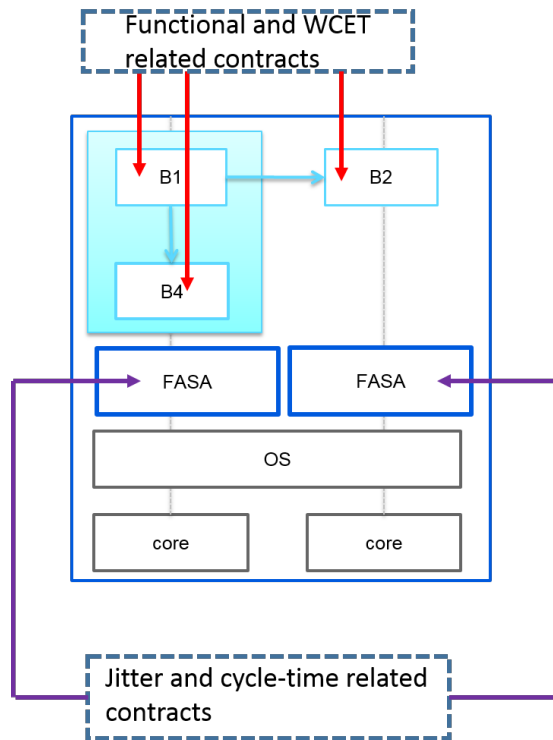 Functional and WCET
related contracts
B1
B2
B4
FASA
FASA
OS
core
core
Jitter and cycle-time related
contracts